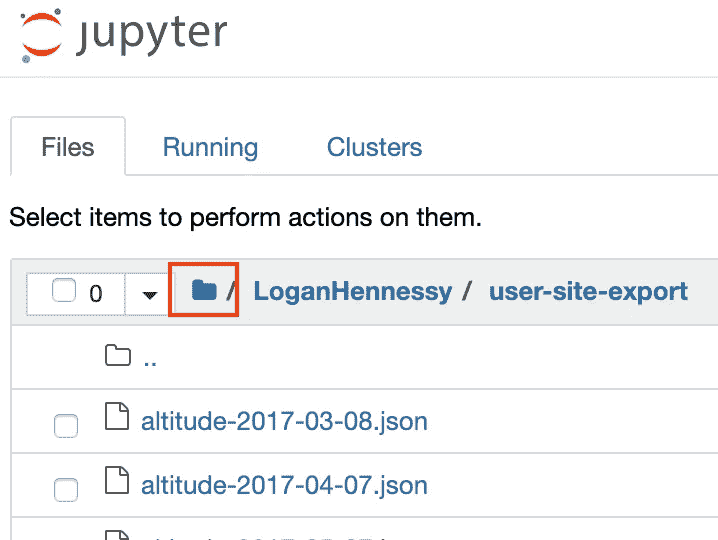 jupyter
Files Running Clusters
Select items to perform actions on them.
0 / LoganHennessy / user-site-export
..
altitude-2017-03-08.json
altitude-2017-04-07.json